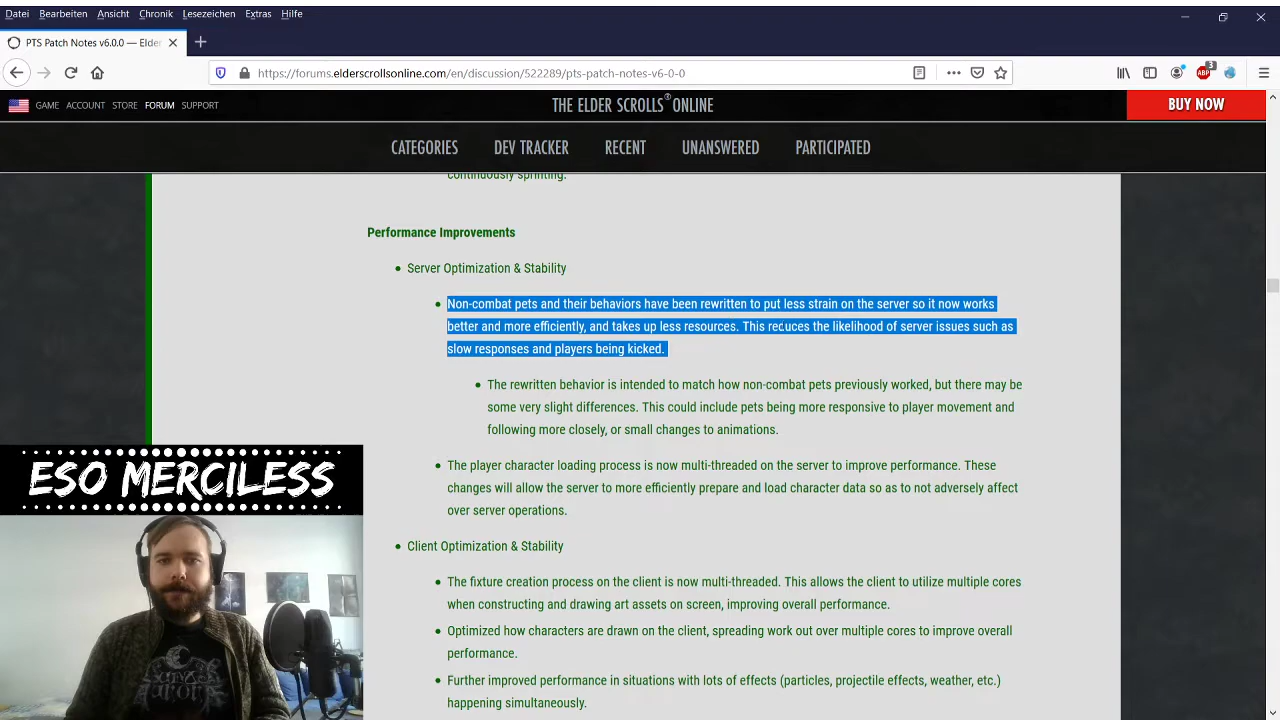 Datei Bearbeiten Ansicht Chronik Lesezeichen Extras Hilfe
PTS Patch Notes v6.0.0 — Elder
https://forums.elderscrollsonline.com/en/discussion/522289/pts-patch-notes-v6-0-0
ABP 3
GAME ACCOUNT STORE FORUM SUPPORT
THE ELDER SCROLLS® ONLINE
BUY NOW
CATEGORIES DEV TRACKER RECENT UNANSWERED PARTICIPATED
continuously sprinting.
Performance Improvements
Server Optimization & Stability
Non-combat pets and their behaviors have been rewritten to put less strain on the server so it now works
better and more efficiently, and takes up less resources. This reduces the likelihood of server issues such as
slow responses and players being kicked.
The rewritten behavior is intended to match how non-combat pets previously worked, but there may be
some very slight differences. This could include pets being more responsive to player movement and
following more closely, or small changes to animations.
The player character loading process is now multi-threaded on the server to improve performance. These
changes will allow the server to more efficiently prepare and load character data so as to not adversely affect
over server operations.
Client Optimization & Stability
The fixture creation process on the client is now multi-threaded. This allows the client to utilize multiple cores
when constructing and drawing art assets on screen, improving overall performance.
Optimized how characters are drawn on the client, spreading work out over multiple cores to improve overall
performance.
Further improved performance in situations with lots of effects (particles, projectile effects, weather, etc.)
happening simultaneously.
ESO MERCILESS